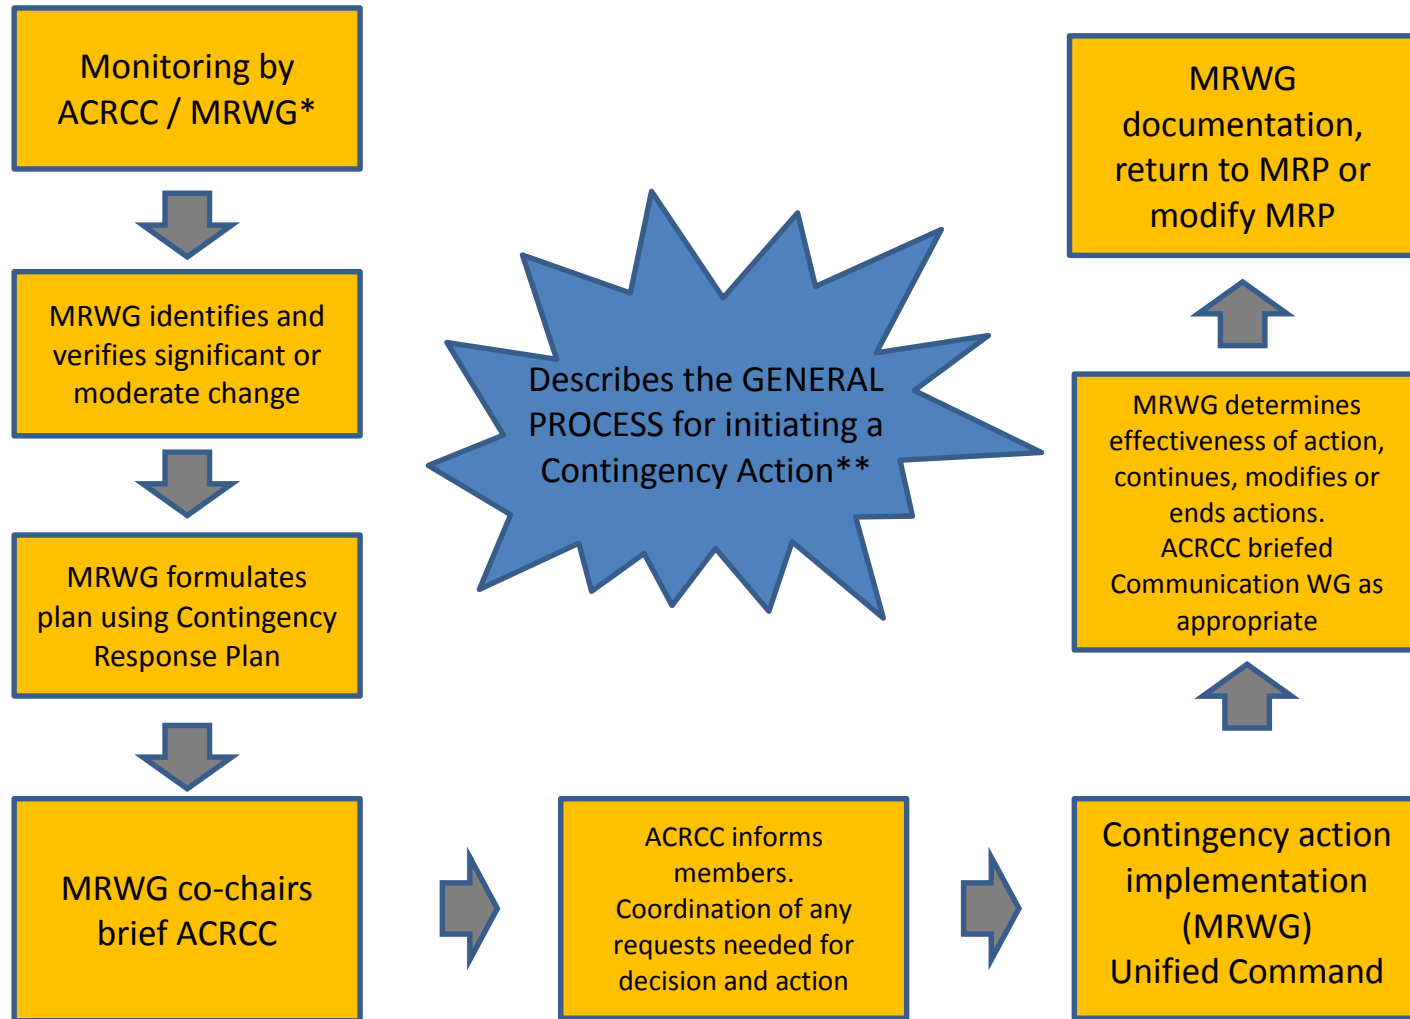 Monitoring by
ACRCC / MRWG*
MRWG identifies and
verifies significant or
moderate change
MRWG formulates
plan using Contingency
Response Plan
MRWG co-chairs
brief ACRCC
ACRCC informs
members.
Coordination of any
requests needed for
decision and action
Contingency action
implementation
(MRWG)
Unified Command
MRWG determines
effectiveness of action,
continues, modifies or
ends actions.
ACRCC briefed
Communication WG as
appropriate
MRWG
documentation,
return to MRP or
modify MRP
Describes the GENERAL
PROCESS for initiating a
Contingency Action**